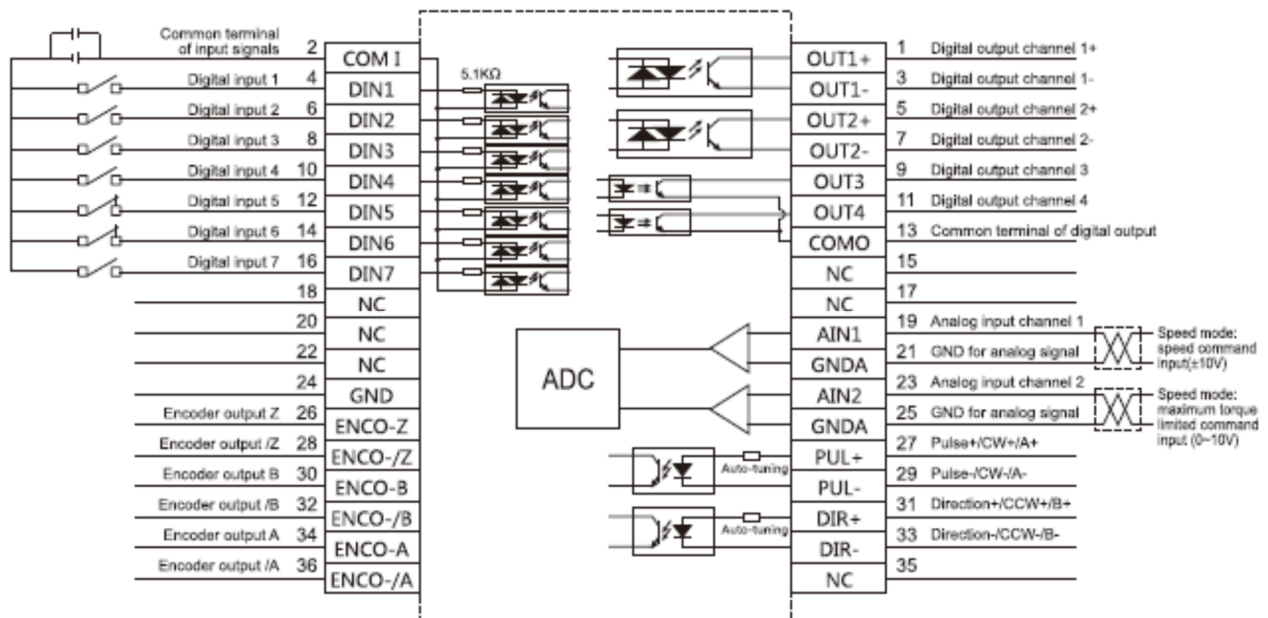 Common terminal
of input signals
2
COM I
Digital input 1
4
DIN1
Digital input 2
6
DIN2
Digital input 3
8
DIN3
Digital input 4
10
DIN4
Digital input 5
12
DIN5
Digital input 6
14
DIN6
Digital input 7
16
DIN7
18
NC
20
NC
22
NC
24
GND
Encoder output Z
26
ENCO-Z
Encoder output /Z
28
ENCO-/Z
Encoder output B
30
ENCO-B
Encoder output /B
32
ENCO-/B
Encoder output A
34
ENCO-A
Encoder output /A
36
ENCO-/A
5.1KΩ
ADC
Auto-tuning
Auto-tuning
OUT1+
1
Digital output channel 1+
OUT1-
3
Digital output channel 1-
OUT2+
5
Digital output channel 2+
OUT2-
7
Digital output channel 2-
OUT3
9
Digital output channel 3
OUT4
11
Digital output channel 4
COMO
13
Common terminal of digital output
NC
15
NC
17
AIN1
19
Analog input channel 1
GNDA
21
GND for analog signal
AIN2
23
Analog input channel 2
GNDA
25
GND for analog signal
PUL+
27
Pulse+/CW+/A+
PUL-
29
Pulse-/CW-/A-
DIR+
31
Direction+/CCW+/B+
DIR-
33
Direction-/CCW-/B-
NC
35
Speed mode:
speed command
input(±10V)
Speed mode:
maximum torque
limited command
input (0~10V)